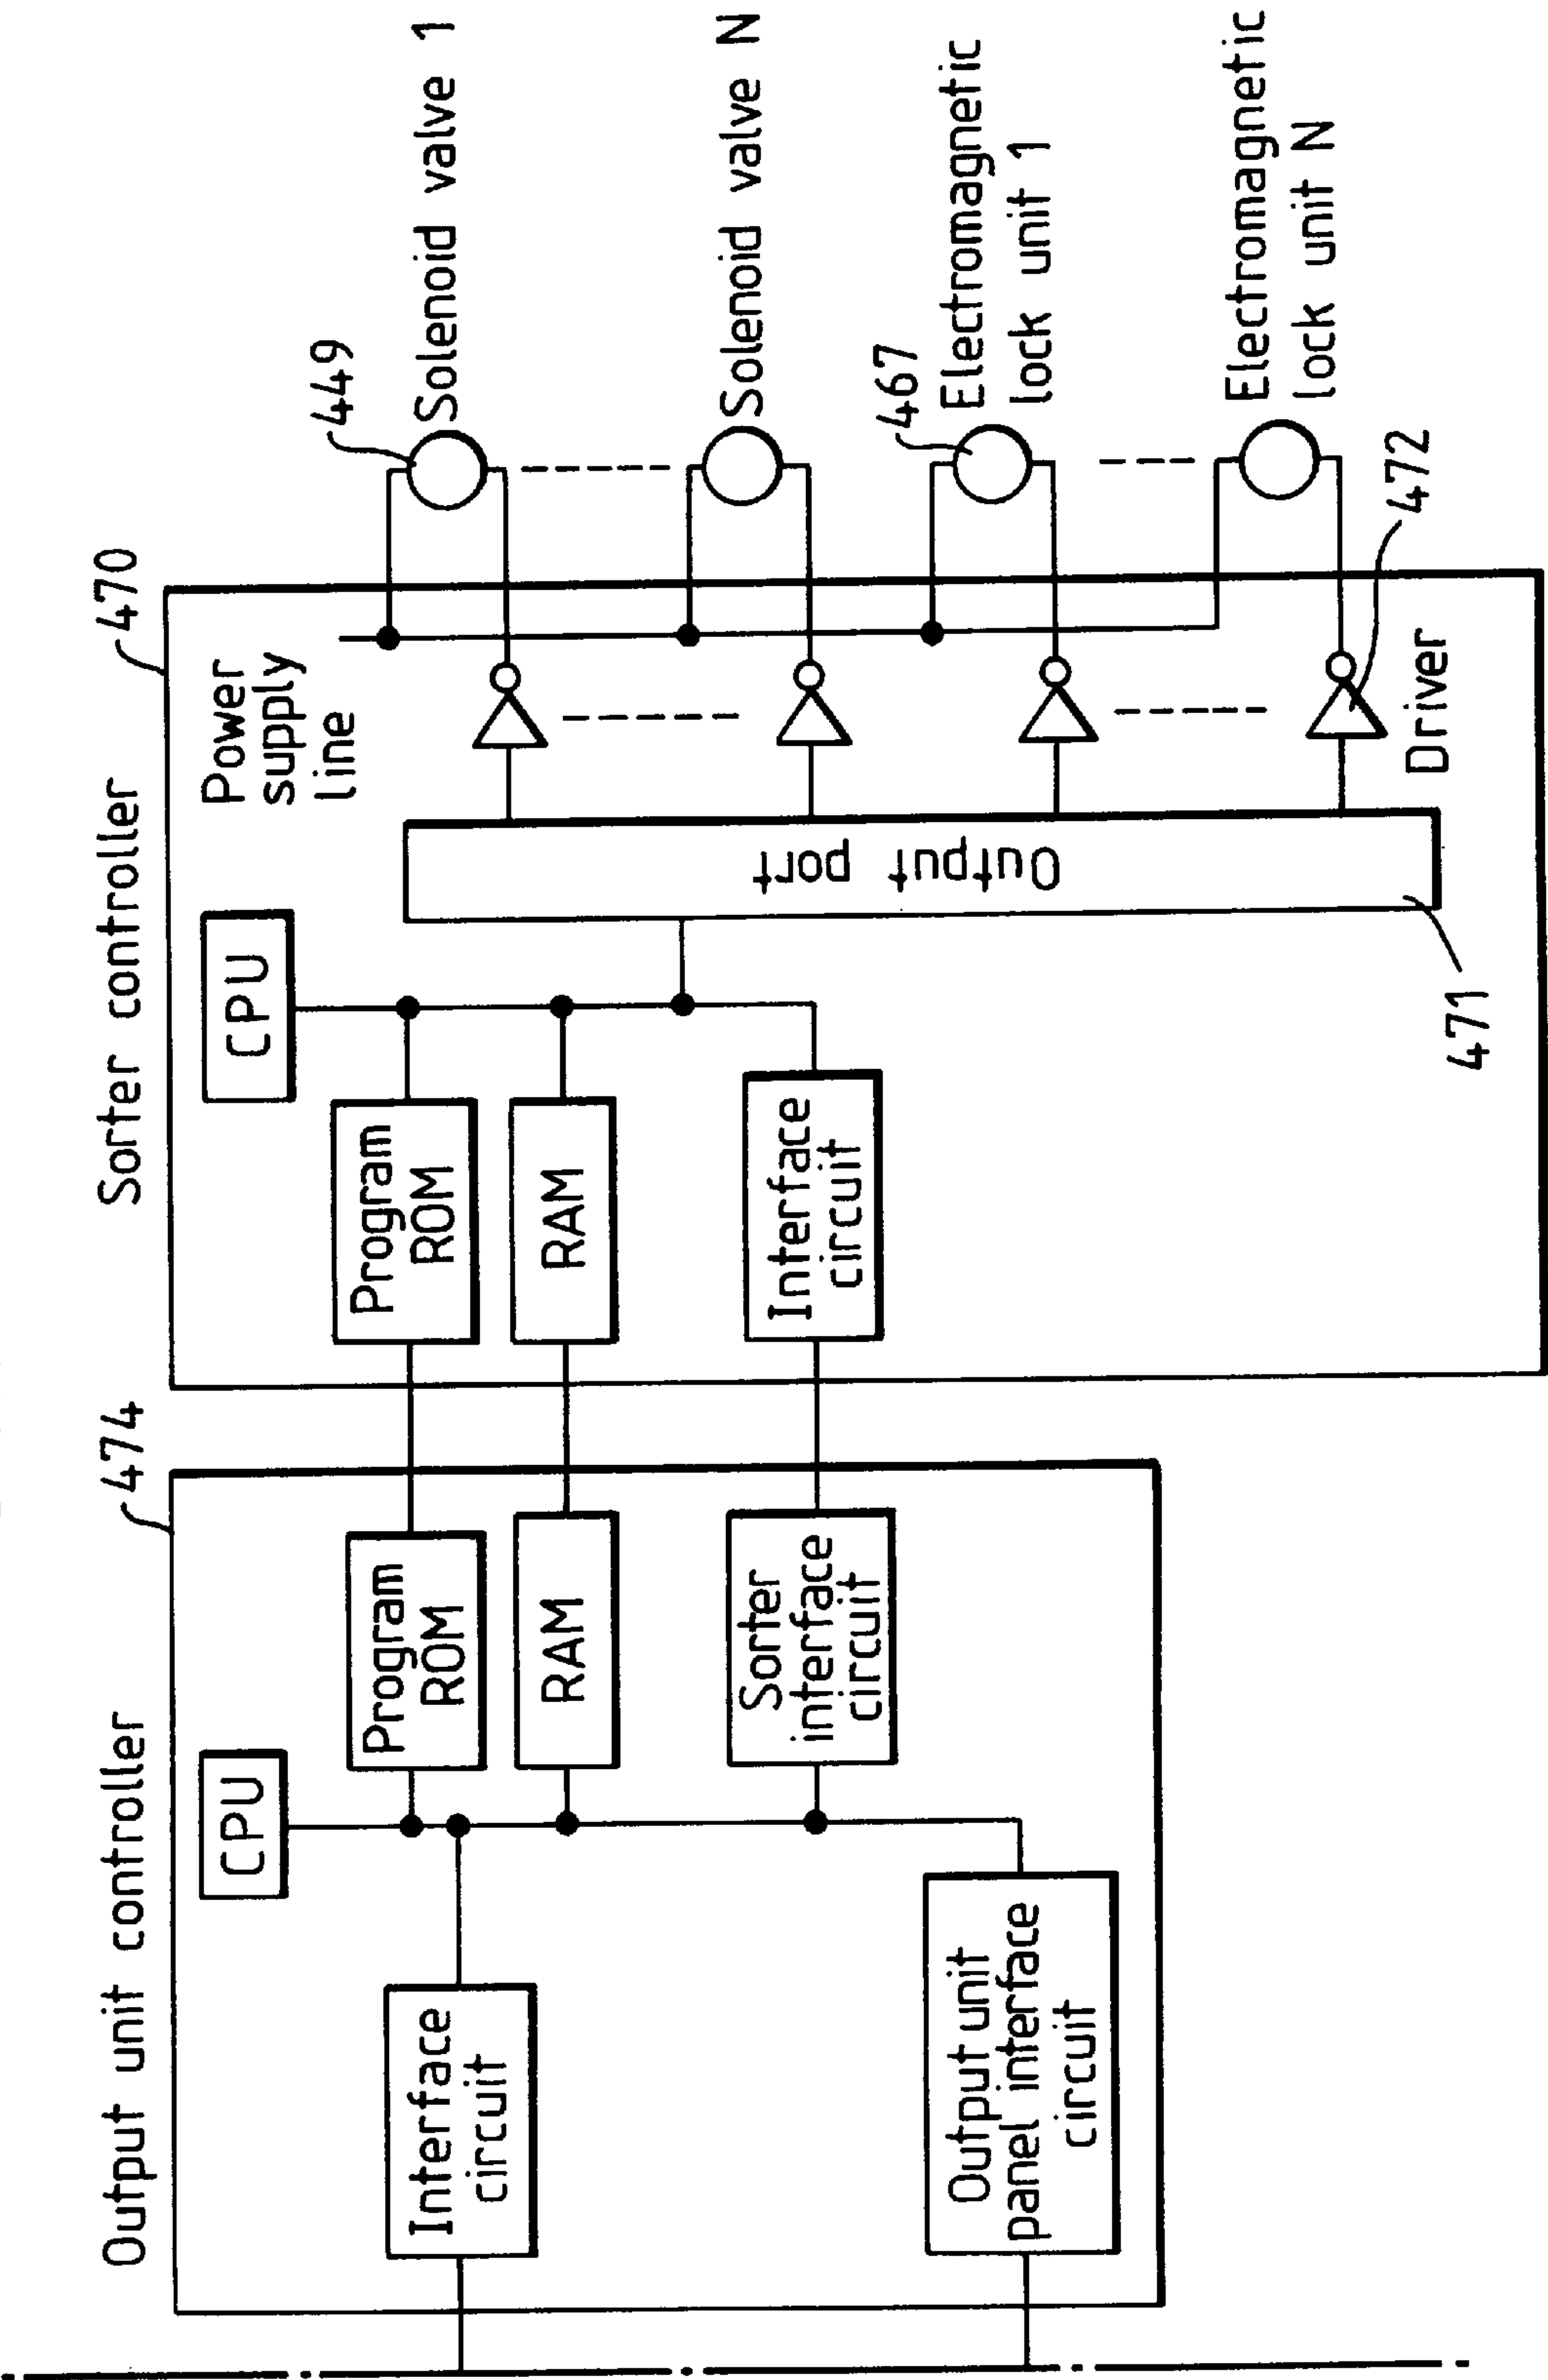 Output unit controller
474
CPU
Program
ROM
RAM
Interface
circuit
Sorter
interface
circuit
Output unit
panel interface
circuit
Sorter controller
470
CPU
Program
ROM
RAM
Interface
circuit
Output port
471
Power
supply
line
Driver
472
449
Solenoid valve 1
Solenoid valve N
467
Electromagnetic
lock unit 1
Electromagnetic
lock unit N